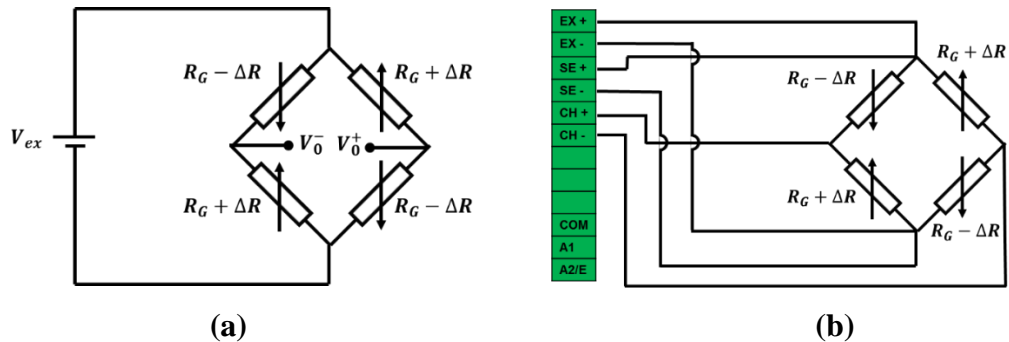 V_ex
R_G − ΔR
R_G + ΔR
V_0^−
V_0^+
R_G + ΔR
R_G − ΔR
(a)
EX +
EX -
SE +
SE -
CH +
CH -
COM
A1
A2/E
R_G − ΔR
R_G + ΔR
R_G + ΔR
R_G − ΔR
(b)